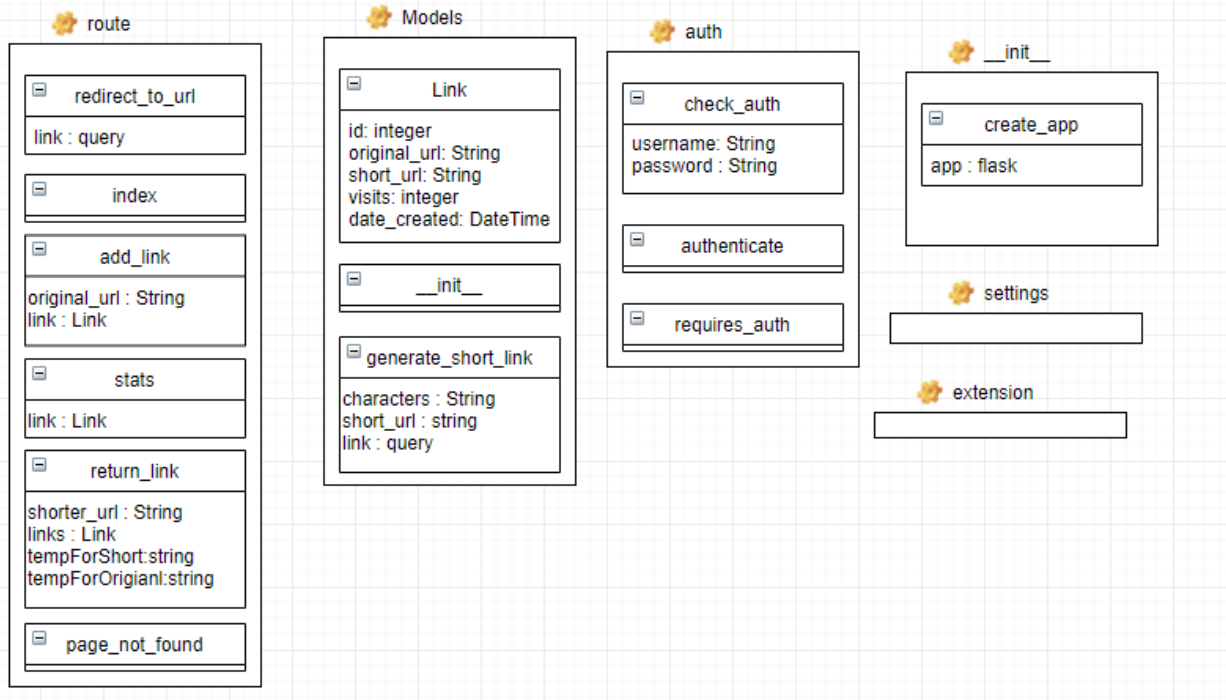 route
redirect_to_url
link : query
index
add_link
original_url : String
link : Link
stats
link : Link
return_link
shorter_url : String
links : Link
tempForShort:string
tempForOrigianl:string
page_not_found
Models
Link
id: integer
original_url: String
short_url: String
visits: integer
date_created: DateTime
__init__
generate_short_link
characters : String
short_url : string
link : query
auth
check_auth
username: String
password : String
authenticate
requires_auth
__init__
create_app
app : flask
settings
extension